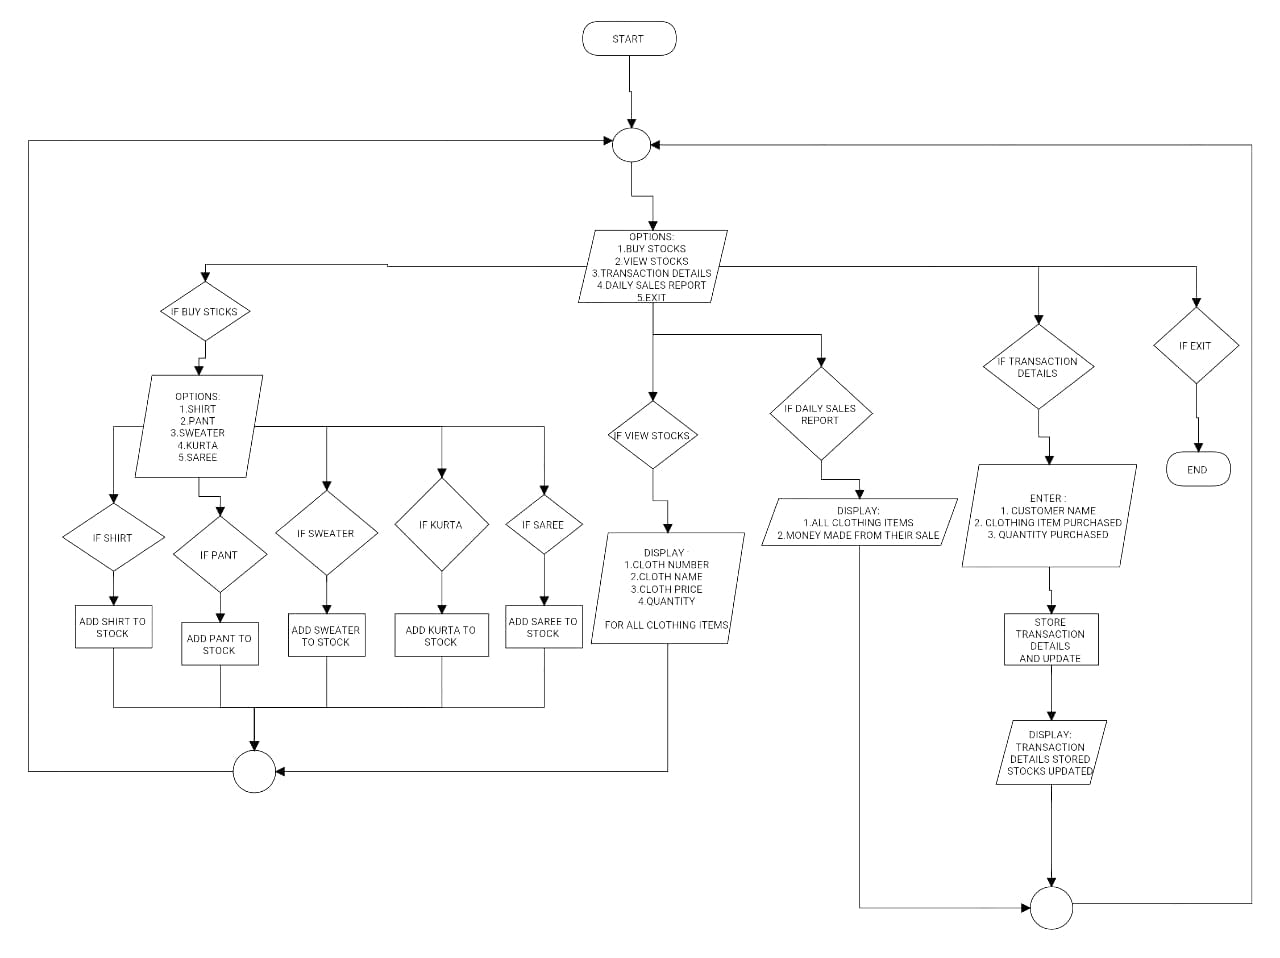 START
OPTIONS:
1.BUY STOCKS
2.VIEW STOCKS
3.TRANSACTION DETAILS
4.DAILY SALES REPORT
5.EXIT
IF BUY STICKS
OPTIONS:
1.SHIRT
2.PANT
3.SWEATER
4.KURTA
5.SAREE
IF SHIRT
IF PANT
IF SWEATER
IF KURTA
IF SAREE
ADD SHIRT TO
STOCK
ADD PANT TO
STOCK
ADD SWEATER
TO STOCK
ADD KURTA TO
STOCK
ADD SAREE TO
STOCK
IF VIEW STOCKS
DISPLAY :
1.CLOTH NUMBER
2.CLOTH NAME
3.CLOTH PRICE
4.QUANTITY
FOR ALL CLOTHING ITEMS
IF DAILY SALES
REPORT
DISPLAY:
1.ALL CLOTHING ITEMS
2.MONEY MADE FROM THEIR SALE
IF TRANSACTION
DETAILS
ENTER :
1. CUSTOMER NAME
2. CLOTHING ITEM PURCHASED
3. QUANTITY PURCHASED
STORE
TRANSACTION
DETAILS
AND UPDATE
DISPLAY:
TRANSACTION
DETAILS STORED
STOCKS UPDATED
IF EXIT
END